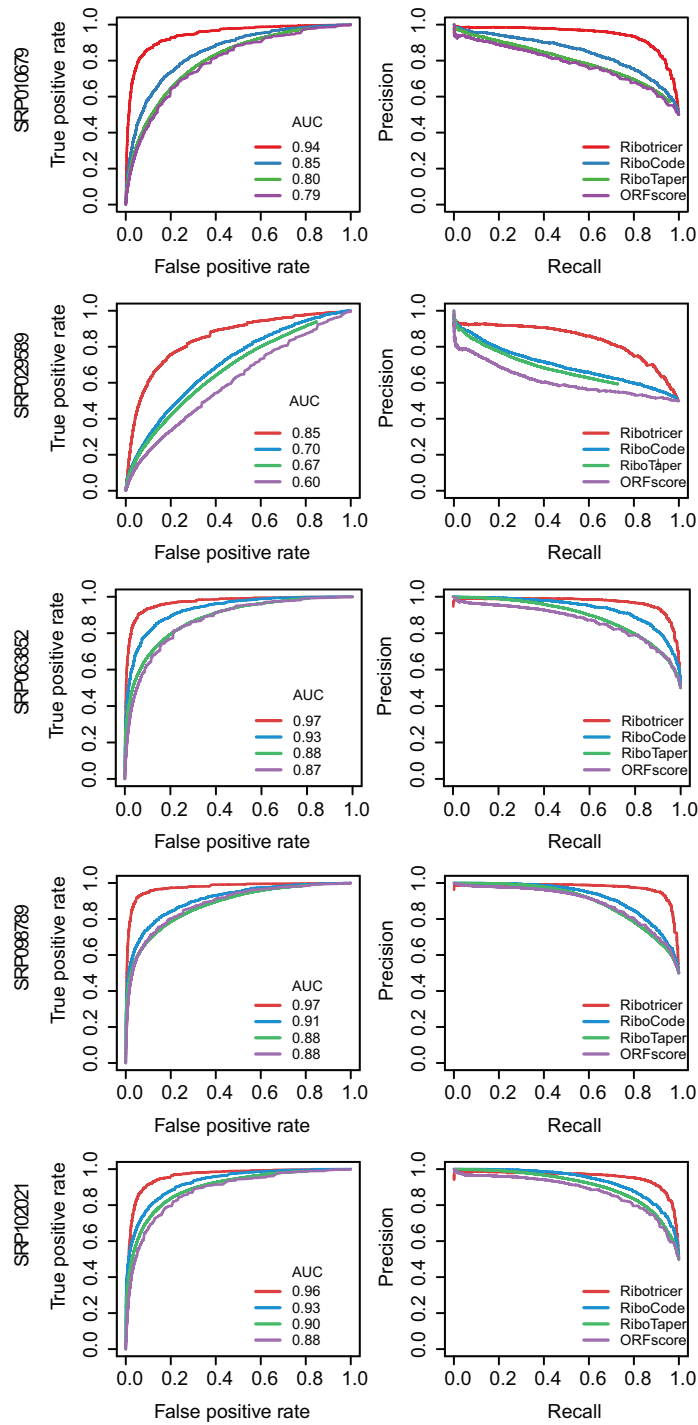 SRP010679
True positive rate
0.0 0.2 0.4 0.6 0.8 1.0
AUC
0.94
0.85
0.80
0.79
0.0 0.2 0.4 0.6 0.8 1.0
False positive rate
Precision
0.0 0.2 0.4 0.6 0.8 1.0
Ribotricer
RiboCode
RiboTaper
ORFscore
0.0 0.2 0.4 0.6 0.8 1.0
Recall
SRP029589
True positive rate
0.0 0.2 0.4 0.6 0.8 1.0
AUC
0.85
0.70
0.67
0.60
0.0 0.2 0.4 0.6 0.8 1.0
False positive rate
Precision
0.0 0.2 0.4 0.6 0.8 1.0
Ribotricer
RiboCode
RiboTaper
ORFscore
0.0 0.2 0.4 0.6 0.8 1.0
Recall
SRP063852
True positive rate
0.0 0.2 0.4 0.6 0.8 1.0
AUC
0.97
0.93
0.88
0.87
0.0 0.2 0.4 0.6 0.8 1.0
False positive rate
Precision
0.0 0.2 0.4 0.6 0.8 1.0
Ribotricer
RiboCode
RiboTaper
ORFscore
0.0 0.2 0.4 0.6 0.8 1.0
Recall
SRP098789
True positive rate
0.0 0.2 0.4 0.6 0.8 1.0
AUC
0.97
0.91
0.88
0.88
0.0 0.2 0.4 0.6 0.8 1.0
False positive rate
Precision
0.0 0.2 0.4 0.6 0.8 1.0
Ribotricer
RiboCode
RiboTaper
ORFscore
0.0 0.2 0.4 0.6 0.8 1.0
Recall
SRP102021
True positive rate
0.0 0.2 0.4 0.6 0.8 1.0
AUC
0.96
0.93
0.90
0.88
0.0 0.2 0.4 0.6 0.8 1.0
False positive rate
Precision
0.0 0.2 0.4 0.6 0.8 1.0
Ribotricer
RiboCode
RiboTaper
ORFscore
0.0 0.2 0.4 0.6 0.8 1.0
Recall